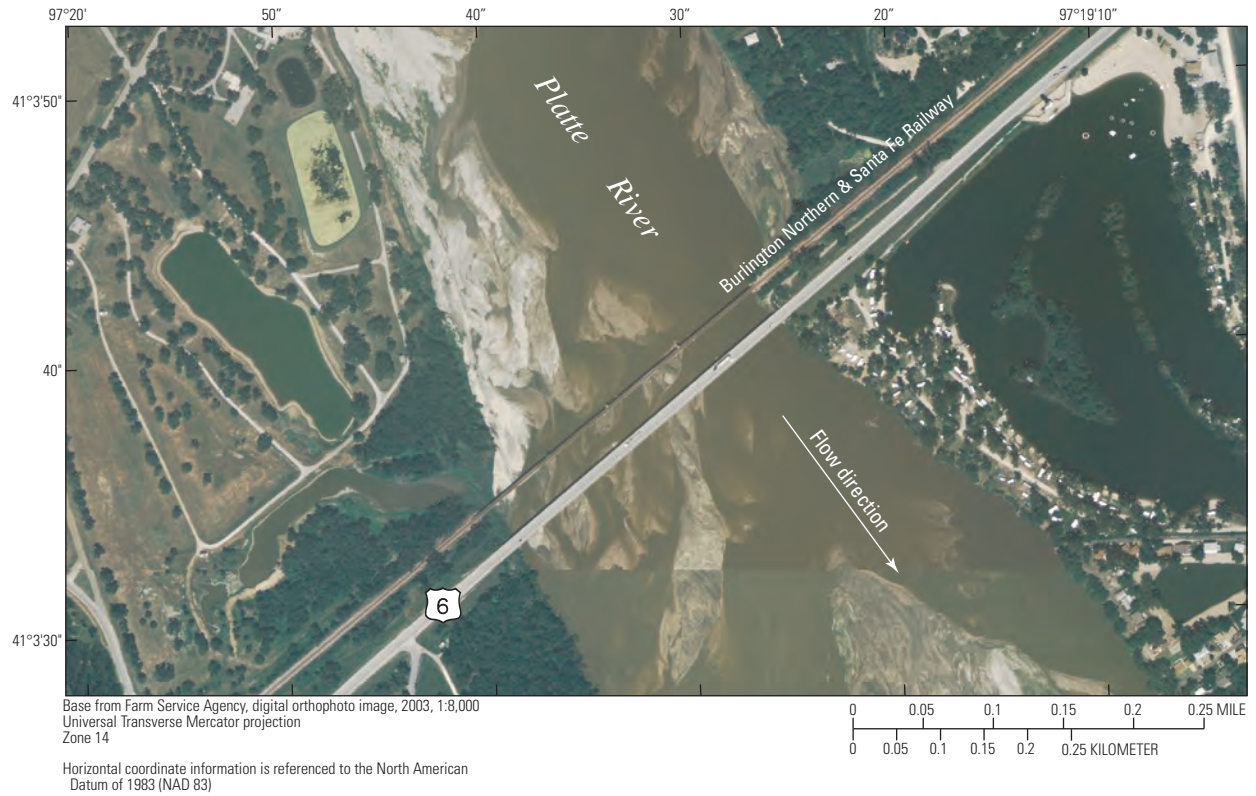 97°20'
50"
40"
30"
20"
97°19'10"
41°3'50"
40"
41°3'30"
Platte
River
Burlington Northern & Santa Fe Railway
Flow direction
6
Base from Farm Service Agency, digital orthophoto image, 2003, 1:8,000
Universal Transverse Mercator projection
Zone 14
Horizontal coordinate information is referenced to the North American
Datum of 1983 (NAD 83)
0 0.05 0.1 0.15 0.2 0.25 MILE
0 0.05 0.1 0.15 0.2 0.25 KILOMETER